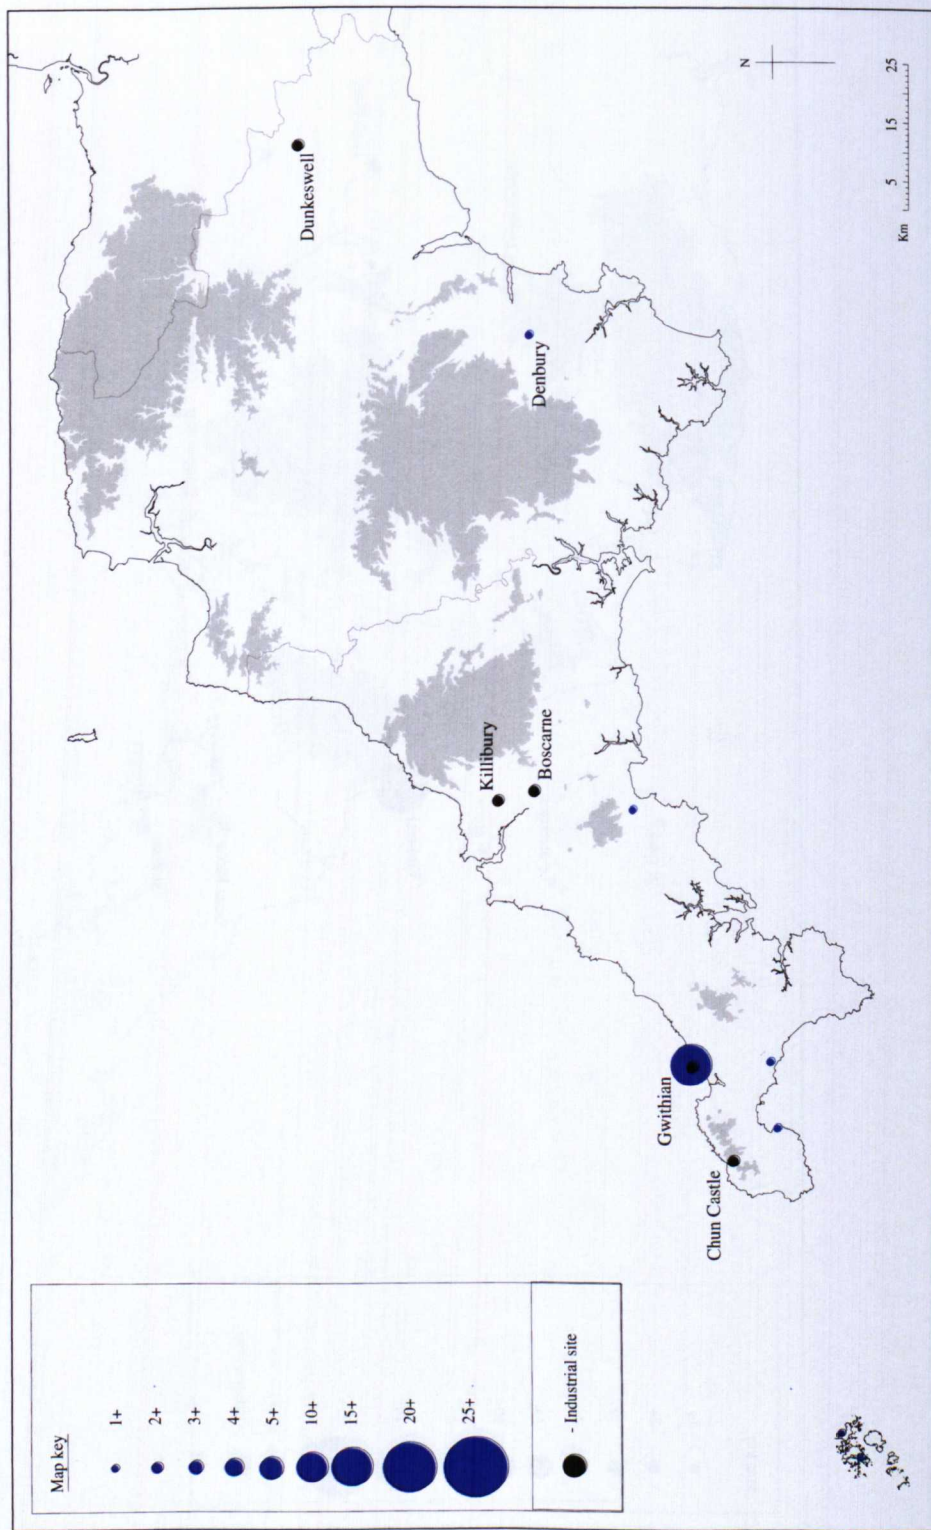 Map key
1+
2+
3+
4+
5+
10+
15+
20+
25+
- Industrial site
Dunkeswell
Denbury
Killibury
Boscarne
Gwithian
Chun Castle
N
Km
5
15
25